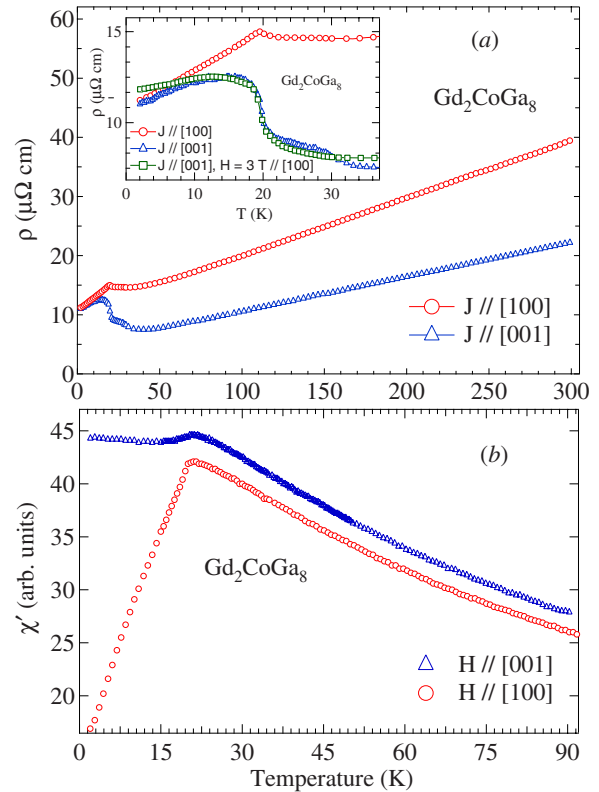 60
50
40
30
20
10
0
ρ (μΩ cm)
(a)
Gd₂CoGa₈
15
10
ρ (μΩ cm)
Gd₂CoGa₈
J // [100]
J // [001]
J // [001], H = 3 T // [100]
0 10 20 30
T (K)
J // [100]
J // [001]
0 50 100 150 200 250 300
45
40
35
30
25
20
χ′ (arb. units)
(b)
Gd₂CoGa₈
H // [001]
H // [100]
0 15 30 45 60 75 90
Temperature (K)